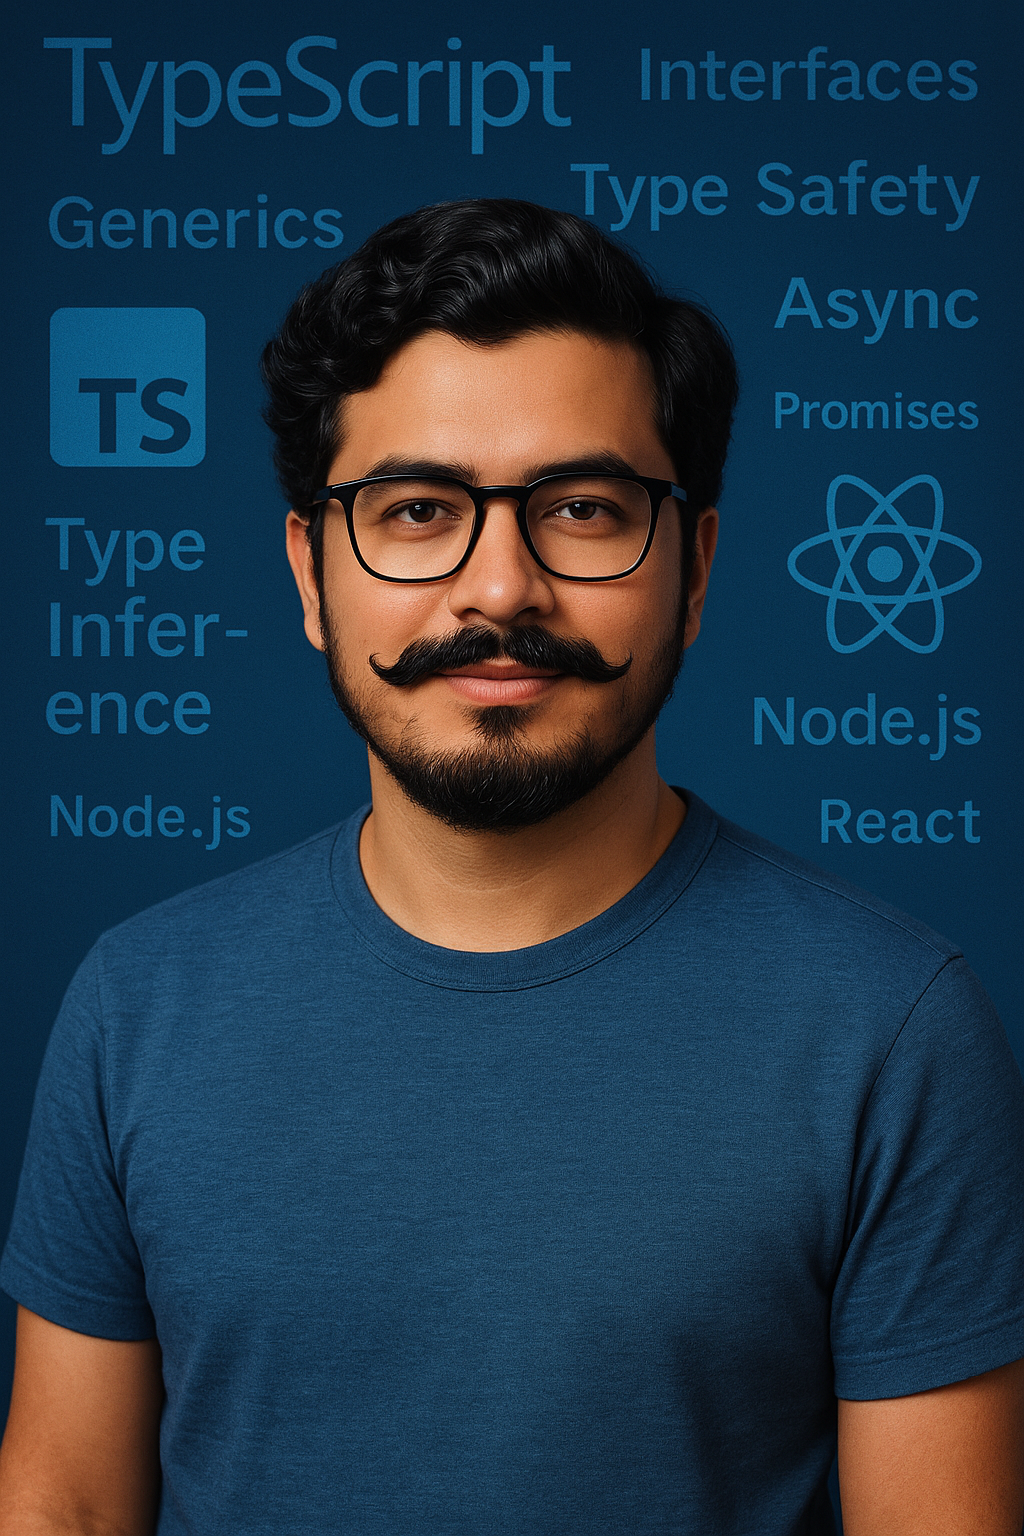 TypeScript
Interfaces
Type Safety
Generics
Async
TS
Promises
Type
Infer-
ence
Node.js
Node.js
React